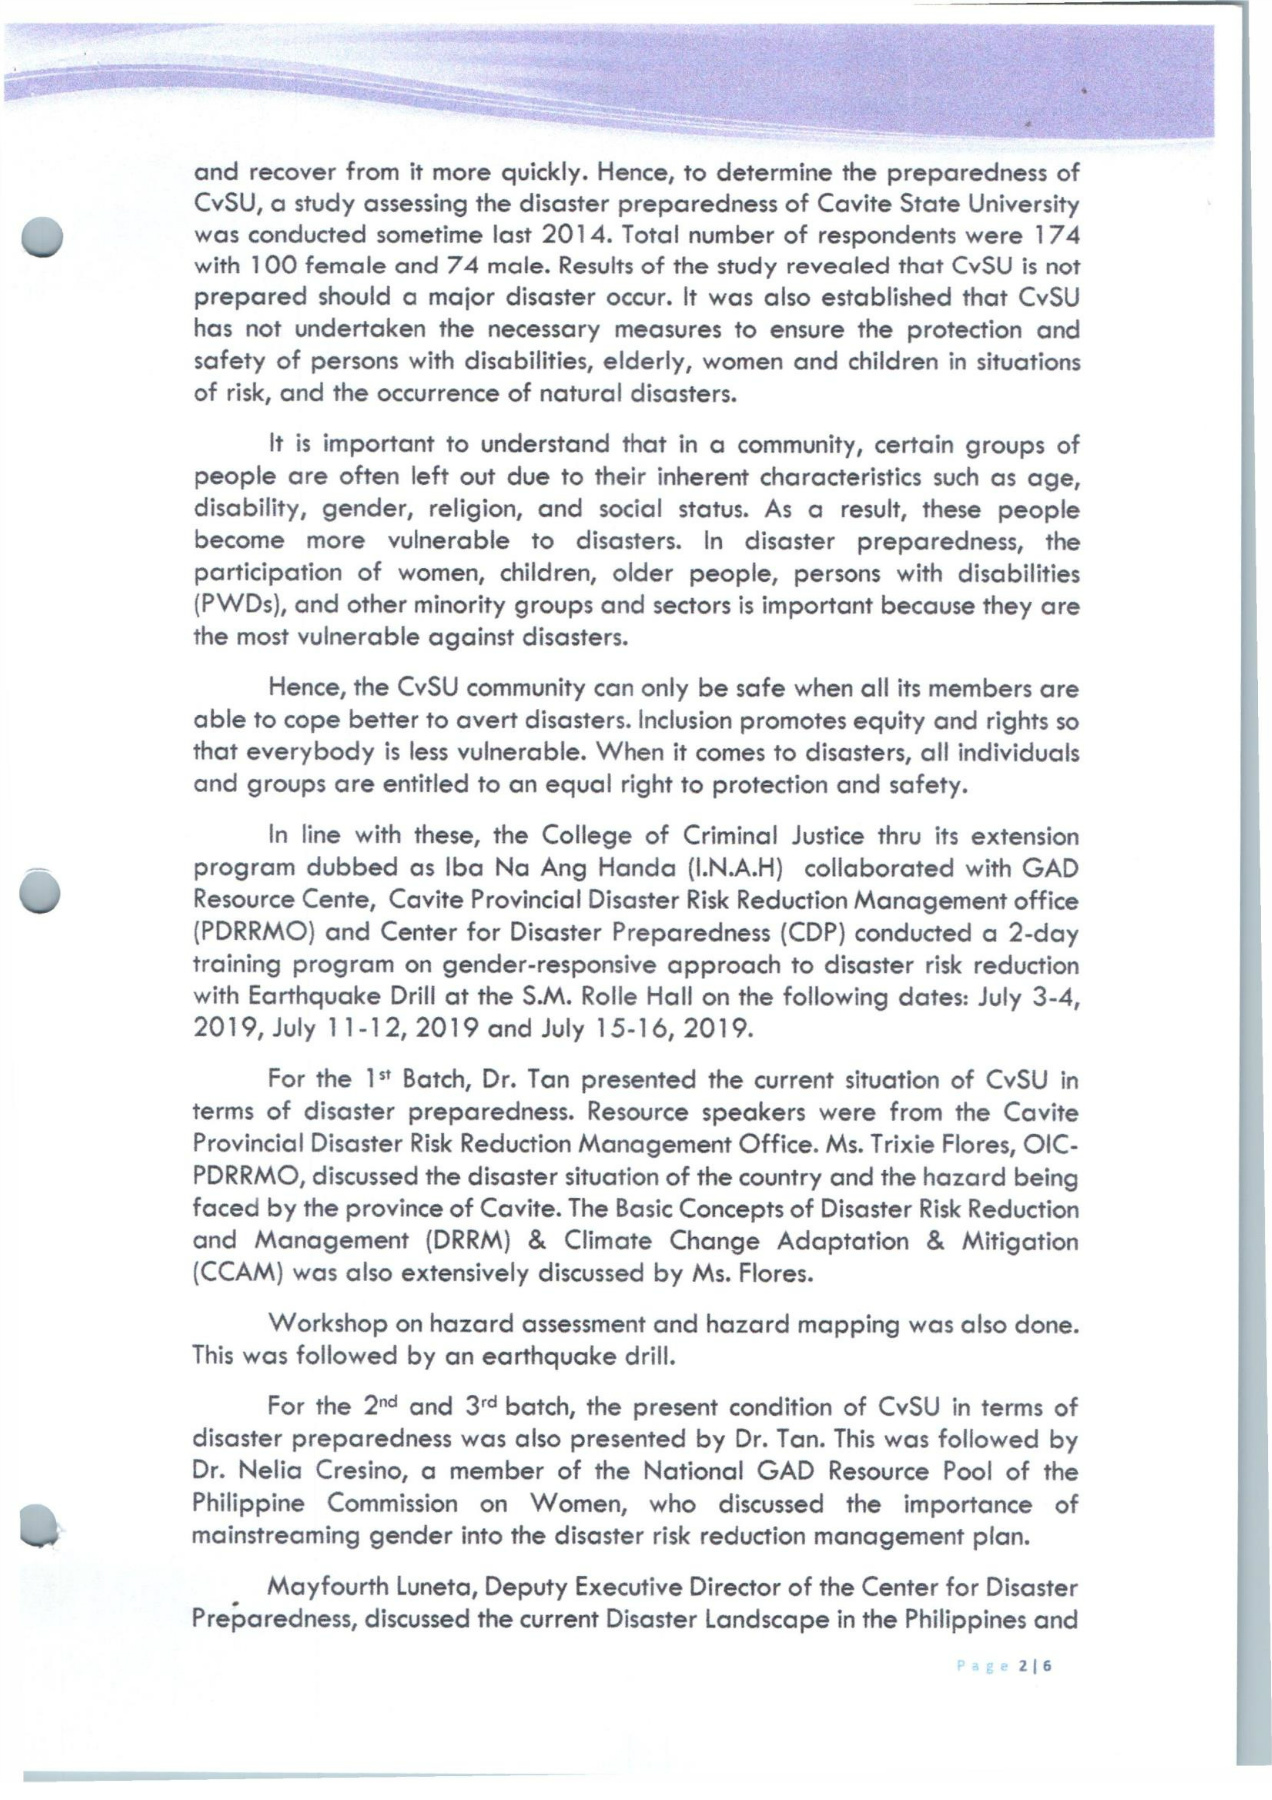 and recover from it more quickly. Hence, to determine the preparedness of
CvSU, a study assessing the disaster preparedness of Cavite State University
was conducted sometime last 2014. Total number of respondents were 174
with 100 female and 74 male. Results of the study revealed that CvSU is not
prepared should a major disaster occur. It was also established that CvSU
has not undertaken the necessary measures to ensure the protection and
safety of persons with disabilities, elderly, women and children in situations
of risk, and the occurrence of natural disasters.
It is important to understand that in a community, certain groups of
people are often left out due to their inherent characteristics such as age,
disability, gender, religion, and social status. As a result, these people
become more vulnerable to disasters. In disaster preparedness, the
participation of women, children, older people, persons with disabilities
(PWDs), and other minority groups and sectors is important because they are
the most vulnerable against disasters.
Hence, the CvSU community can only be safe when all its members are
able to cope better to avert disasters. Inclusion promotes equity and rights so
that everybody is less vulnerable. When it comes to disasters, all individuals
and groups are entitled to an equal right to protection and safety.
In line with these, the College of Criminal Justice thru its extension
program dubbed as Iba Na Ang Handa (I.N.A.H) collaborated with GAD
Resource Cente, Cavite Provincial Disaster Risk Reduction Management office
(PDRRMO) and Center for Disaster Preparedness (CDP) conducted a 2-day
training program on gender-responsive approach to disaster risk reduction
with Earthquake Drill at the S.M. Rolle Hall on the following dates: July 3-4,
2019, July 11-12, 2019 and July 15-16, 2019.
For the 1st Batch, Dr. Tan presented the current situation of CvSU in
terms of disaster preparedness. Resource speakers were from the Cavite
Provincial Disaster Risk Reduction Management Office. Ms. Trixie Flores, OIC-
PDRRMO, discussed the disaster situation of the country and the hazard being
faced by the province of Cavite. The Basic Concepts of Disaster Risk Reduction
and Management (DRRM) & Climate Change Adaptation & Mitigation
(CCAM) was also extensively discussed by Ms. Flores.
Workshop on hazard assessment and hazard mapping was also done.
This was followed by an earthquake drill.
For the 2nd and 3rd batch, the present condition of CvSU in terms of
disaster preparedness was also presented by Dr. Tan. This was followed by
Dr. Nelia Cresino, a member of the National GAD Resource Pool of the
Philippine Commission on Women, who discussed the importance of
mainstreaming gender into the disaster risk reduction management plan.
Mayfourth Luneta, Deputy Executive Director of the Center for Disaster
Preparedness, discussed the current Disaster Landscape in the Philippines and
Page 2|6